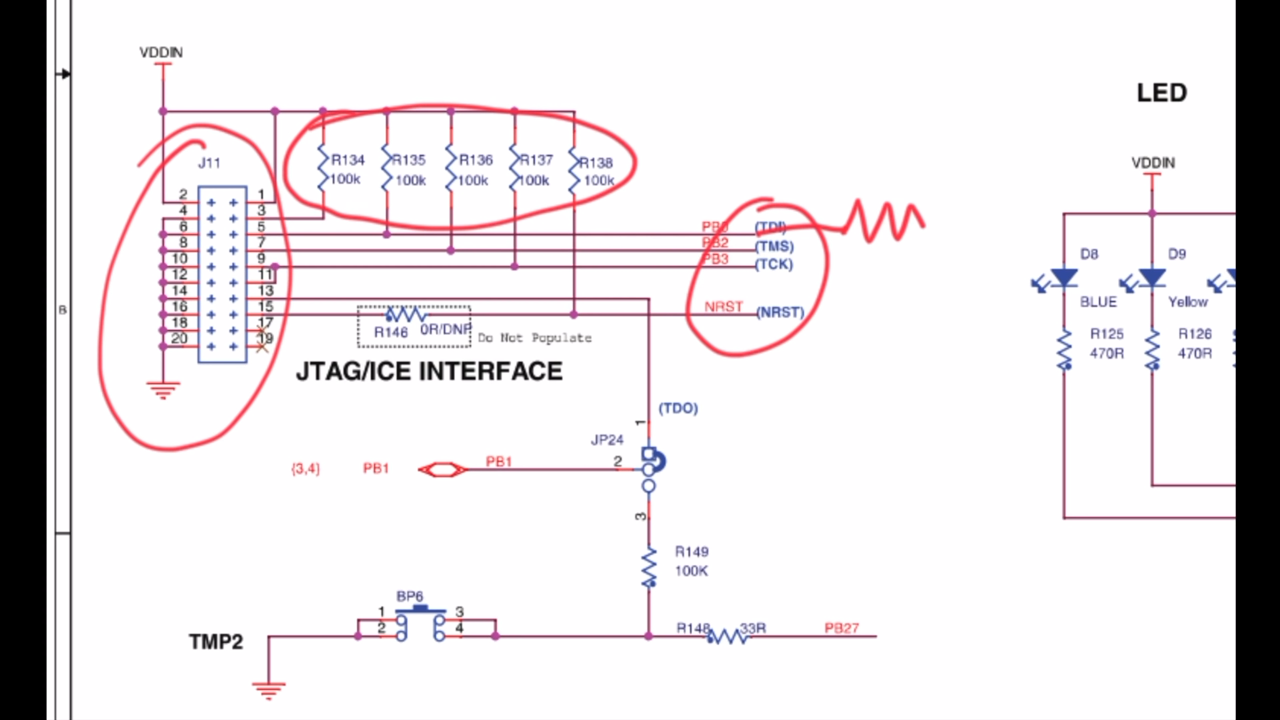 VDDIN
LED
J11
R134
R135
R136
R137
R138
100k
100k
100k
100k
100k
VDDIN
2
1
4
3
6
5
8
7
10
9
12
11
14
13
16
15
18
17
20
19
PB0
(TDI)
PB2
(TMS)
PB3
(TCK)
NRST
(NRST)
R146
0R/DNP
Do Not Populate
D8
D9
BLUE
Yellow
R125
470R
R126
470R
B
JTAG/ICE INTERFACE
(TDO)
1
JP24
2
{3,4}
PB1
PB1
3
R149
100K
BP6
1
3
2
4
TMP2
R148
33R
PB27